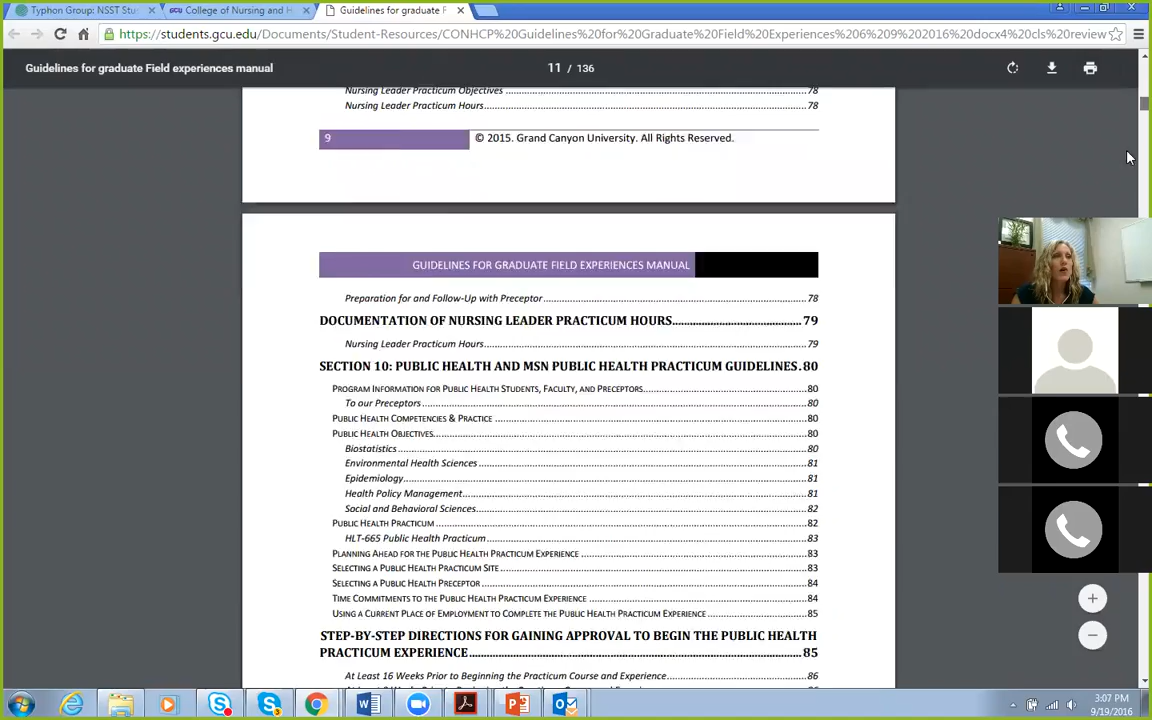 Typhon Group: NSST Stu
College of Nursing and H
Guidelines for graduate F
https://students.gcu.edu/Documents/Student-Resources/CONHCP%20Guidelines%20for%20Graduate%20Field%20Experiences%206%209%202016%20docx4%20cls%20review
Guidelines for graduate Field experiences manual
11 / 136
Nursing Leader Practicum Objectives 78
Nursing Leader Practicum Hours 78
9 © 2015. Grand Canyon University. All Rights Reserved.
GUIDELINES FOR GRADUATE FIELD EXPERIENCES MANUAL
Preparation for and Follow-Up with Preceptor 78
DOCUMENTATION OF NURSING LEADER PRACTICUM HOURS 79
Nursing Leader Practicum Hours 79
SECTION 10: PUBLIC HEALTH AND MSN PUBLIC HEALTH PRACTICUM GUIDELINES. 80
PROGRAM INFORMATION FOR PUBLIC HEALTH STUDENTS, FACULTY, AND PRECEPTORS 80
To our Preceptors 80
PUBLIC HEALTH COMPETENCIES & PRACTICE 80
PUBLIC HEALTH OBJECTIVES 80
Biostatistics 80
Environmental Health Sciences 81
Epidemiology 81
Health Policy Management 81
Social and Behavioral Sciences 82
PUBLIC HEALTH PRACTICUM 82
HLT-665 Public Health Practicum 83
PLANNING AHEAD FOR THE PUBLIC HEALTH PRACTICUM EXPERIENCE 83
SELECTING A PUBLIC HEALTH PRACTICUM SITE 83
SELECTING A PUBLIC HEALTH PRECEPTOR 84
TIME COMMITMENTS TO THE PUBLIC HEALTH PRACTICUM EXPERIENCE 84
USING A CURRENT PLACE OF EMPLOYMENT TO COMPLETE THE PUBLIC HEALTH PRACTICUM EXPERIENCE 85
STEP-BY-STEP DIRECTIONS FOR GAINING APPROVAL TO BEGIN THE PUBLIC HEALTH
PRACTICUM EXPERIENCE 85
At Least 16 Weeks Prior to Beginning the Practicum Course and Experience 86
3:07 PM
9/19/2016